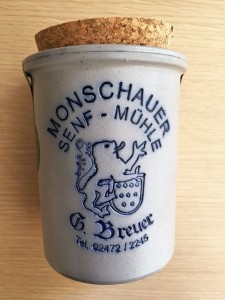 MONSCHAUER
SENF - MÜHLE
G. Breuer
Tel. 02472 / 2245